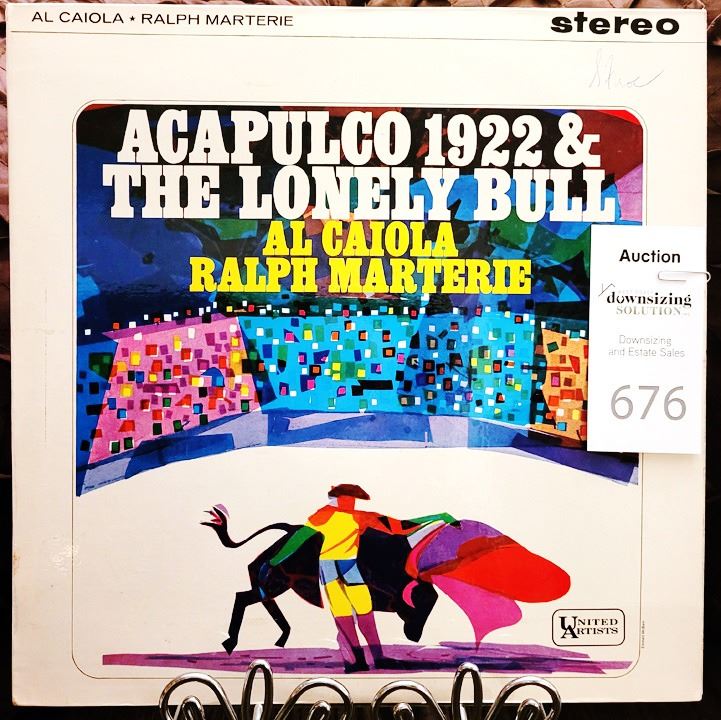 AL CAIOLA ★ RALPH MARTERIE
stereo
ACAPULCO 1922 &
THE LONELY BULL
AL CAIOLA
RALPH MARTERIE
Auction
downsizing
SOLUTION
Downsizing
and Estate Sales
676
UNITED
ARTISTS